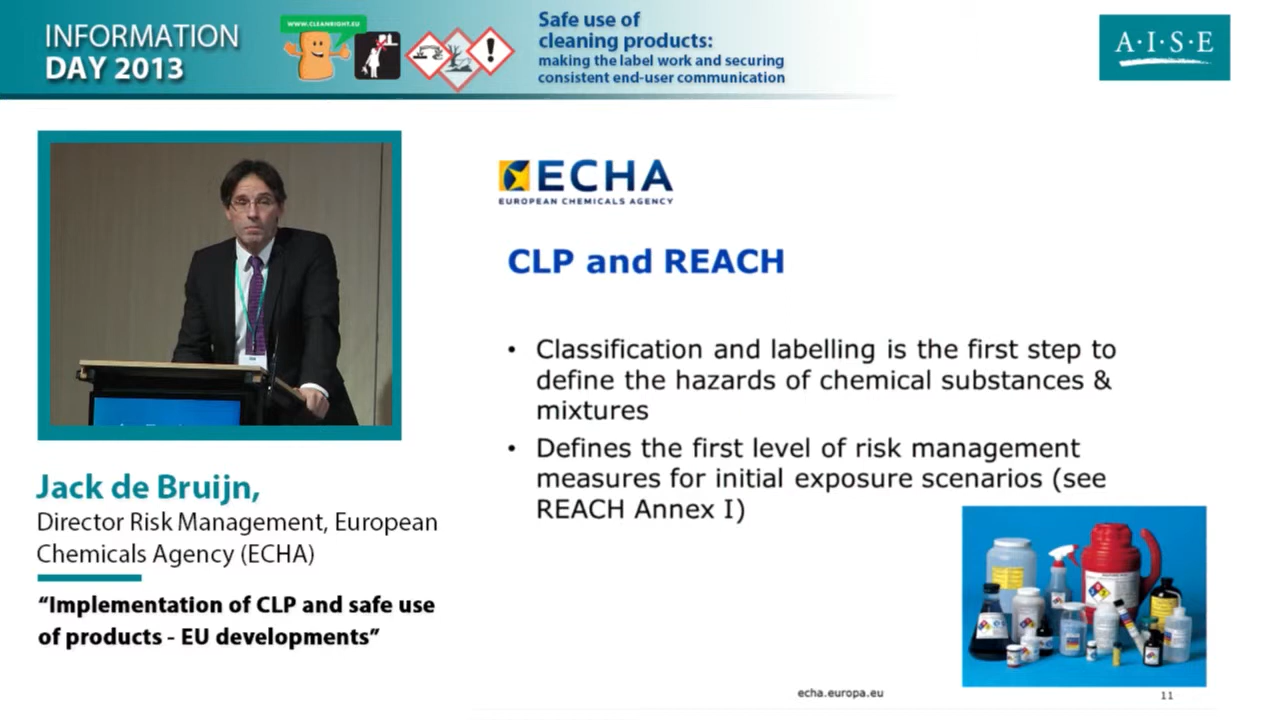 INFORMATION
DAY 2013
WWW.CLEANRIGHT.EU
Safe use of
cleaning products:
making the label work and securing
consistent end-user communication
A·I·S·E
ECHA
EUROPEAN CHEMICALS AGENCY
CLP and REACH
• Classification and labelling is the first step to
define the hazards of chemical substances &
mixtures
• Defines the first level of risk management
measures for initial exposure scenarios (see
REACH Annex I)
Jack de Bruijn,
Director Risk Management, European
Chemicals Agency (ECHA)
“Implementation of CLP and safe use
of products - EU developments”
echa.europa.eu
11